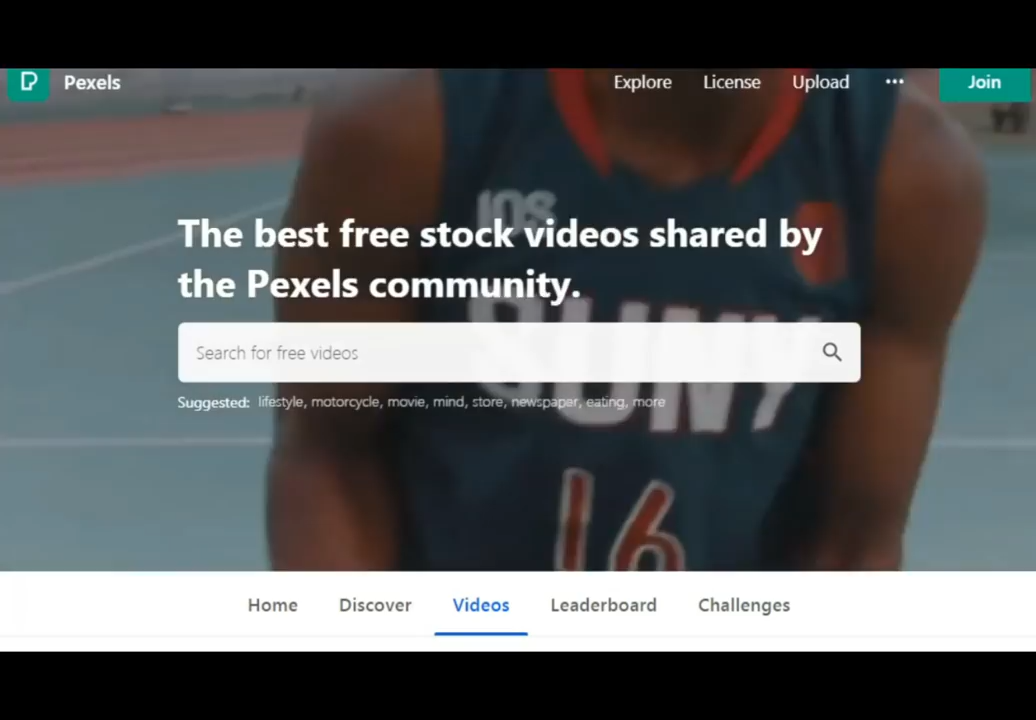 Pexels
Explore
License
Upload
•••
Join
The best free stock videos shared by
the Pexels community.
Search for free videos
Suggested: lifestyle, motorcycle, movie, mind, store, newspaper, eating, more
16
Home
Discover
Videos
Leaderboard
Challenges